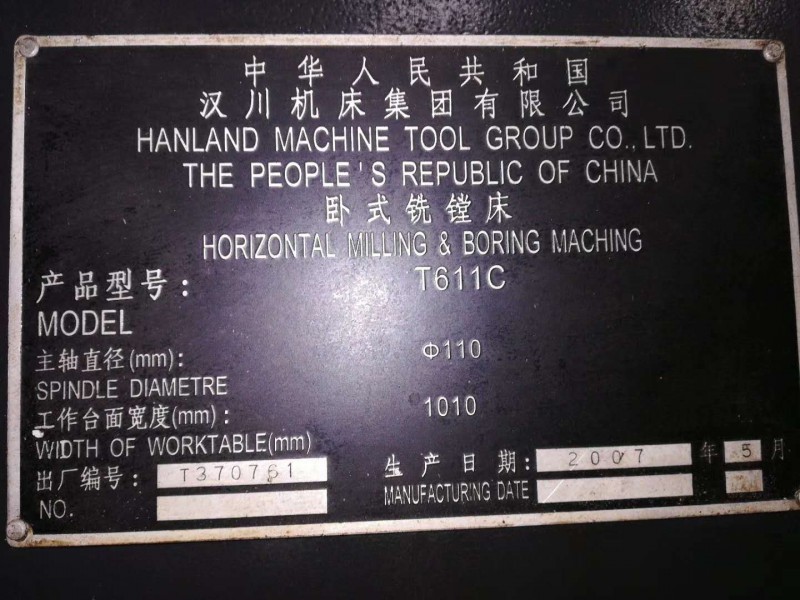 中华人民共和国
汉川机床集团有限公司
HANLAND MACHINE TOOL GROUP CO., LTD.
THE PEOPLE'S REPUBLIC OF CHINA
卧式铣镗床
HORIZONTAL MILLING & BORING MACHING
产品型号： T611C
MODEL
主轴直径(mm): Φ110
SPINDLE DIAMETRE
工作台面宽度(mm): 1010
WIDTH OF WORKTABLE(mm)
出厂编号: T370761 生产日期: 2007 年 5 月
NO. MANUFACTURING DATE